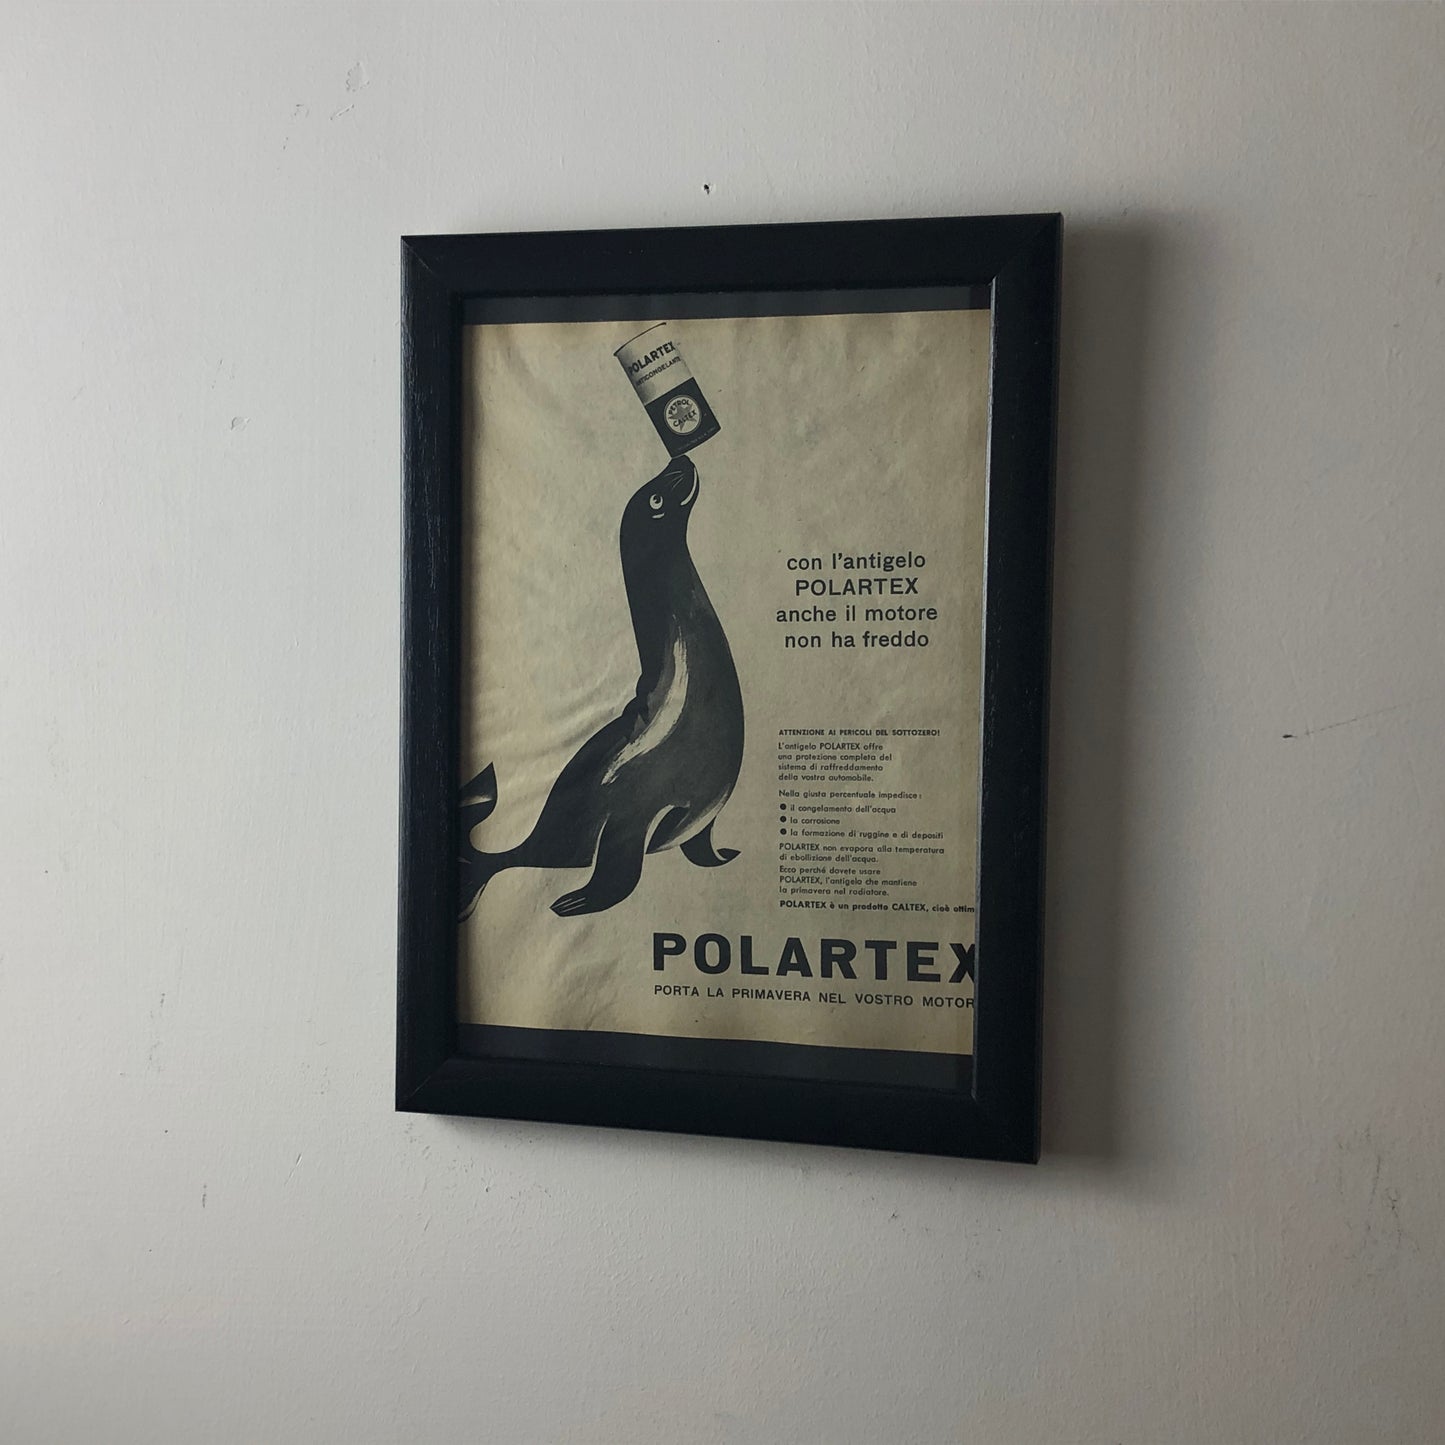 POLARTEX
ANTICONGELANTE
PETROL
CALTEX
con l'antigelo
POLARTEX
anche il motore
non ha freddo
ATTENZIONE AI PERICOLI DEL SOTTOZERO!
L'antigelo POLARTEX offre
una protezione completa del
sistema di raffreddamento
della vostra automobile.
Nella giusta percentuale impedisce:
● il congelamento dell'acqua
● la corrosione
● la formazione di ruggine e di depositi
POLARTEX non evapora alla temperatura
di ebollizione dell'acqua.
Ecco perché dovete usare
POLARTEX, l'antigelo che mantiene
la primavera nel radiatore.
POLARTEX è un prodotto CALTEX, cioè ottim
POLARTEX
PORTA LA PRIMAVERA NEL VOSTRO MOTOR